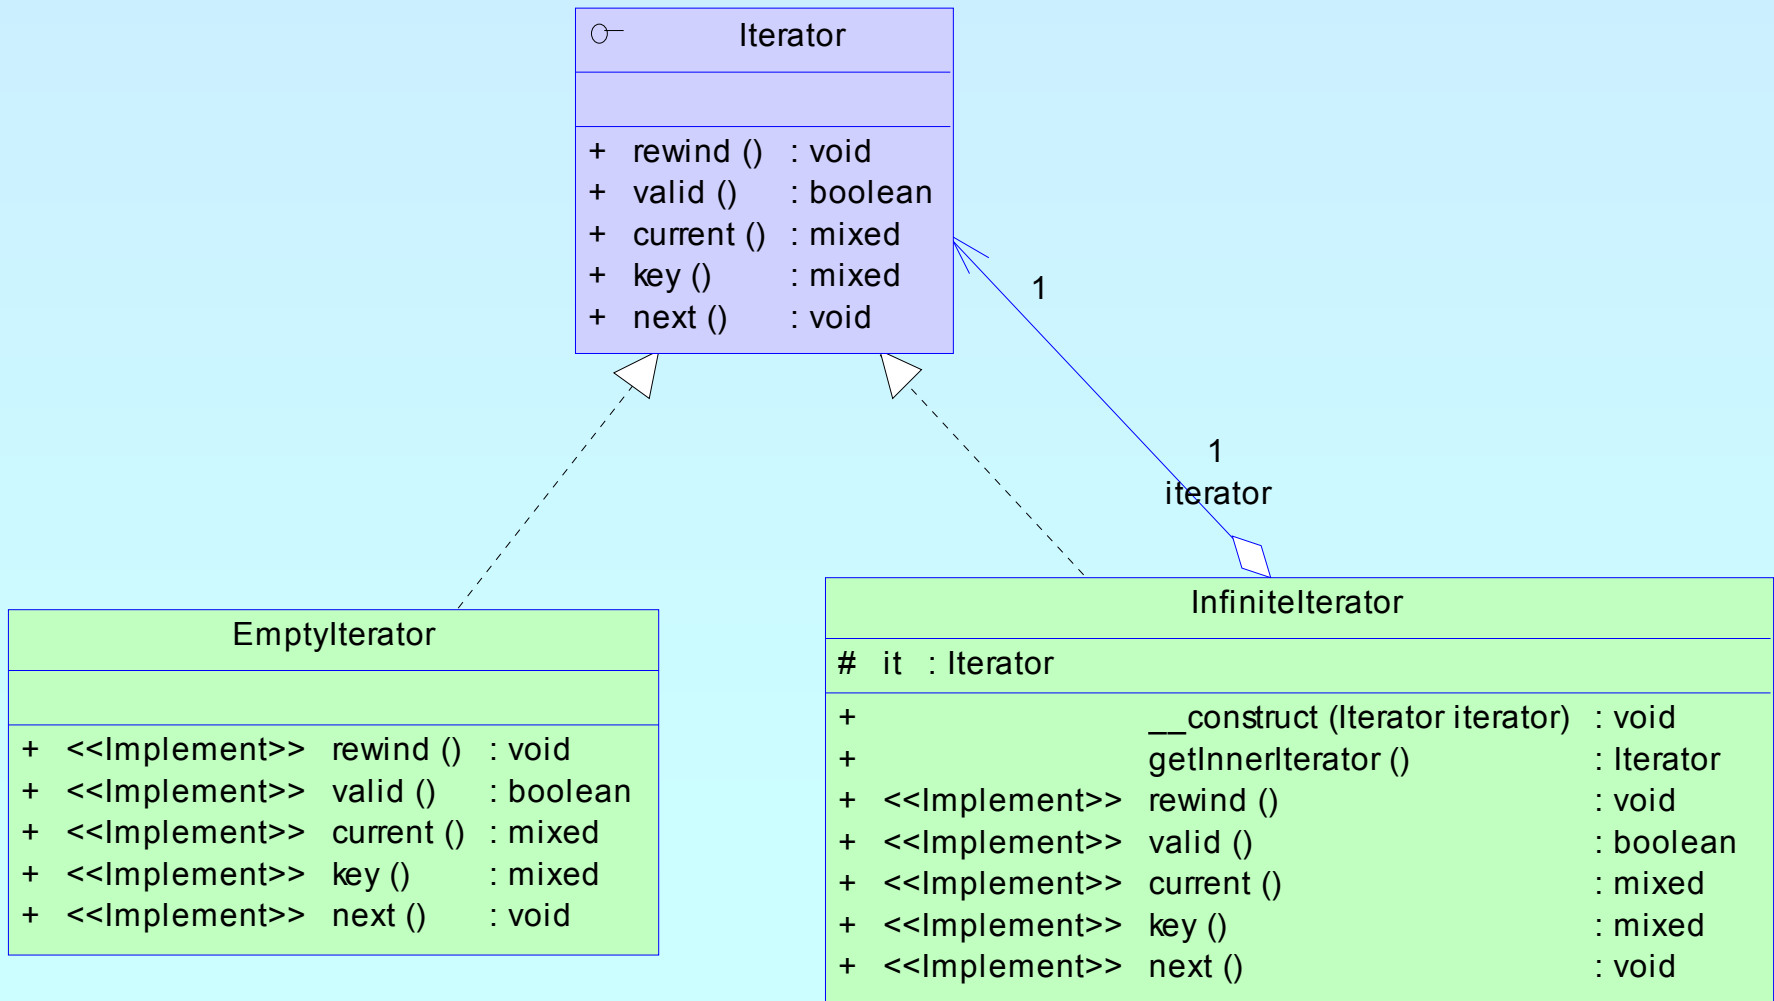 Iterator
+ rewind () : void
+ valid () : boolean
+ current () : mixed
+ key () : mixed
+ next () : void
1
1
iterator
EmptyIterator
+ <<Implement>> rewind () : void
+ <<Implement>> valid () : boolean
+ <<Implement>> current () : mixed
+ <<Implement>> key () : mixed
+ <<Implement>> next () : void
InfiniteIterator
# it : Iterator
+ __construct (Iterator iterator) : void
+ getInnerIterator () : Iterator
+ <<Implement>> rewind () : void
+ <<Implement>> valid () : boolean
+ <<Implement>> current () : mixed
+ <<Implement>> key () : mixed
+ <<Implement>> next () : void